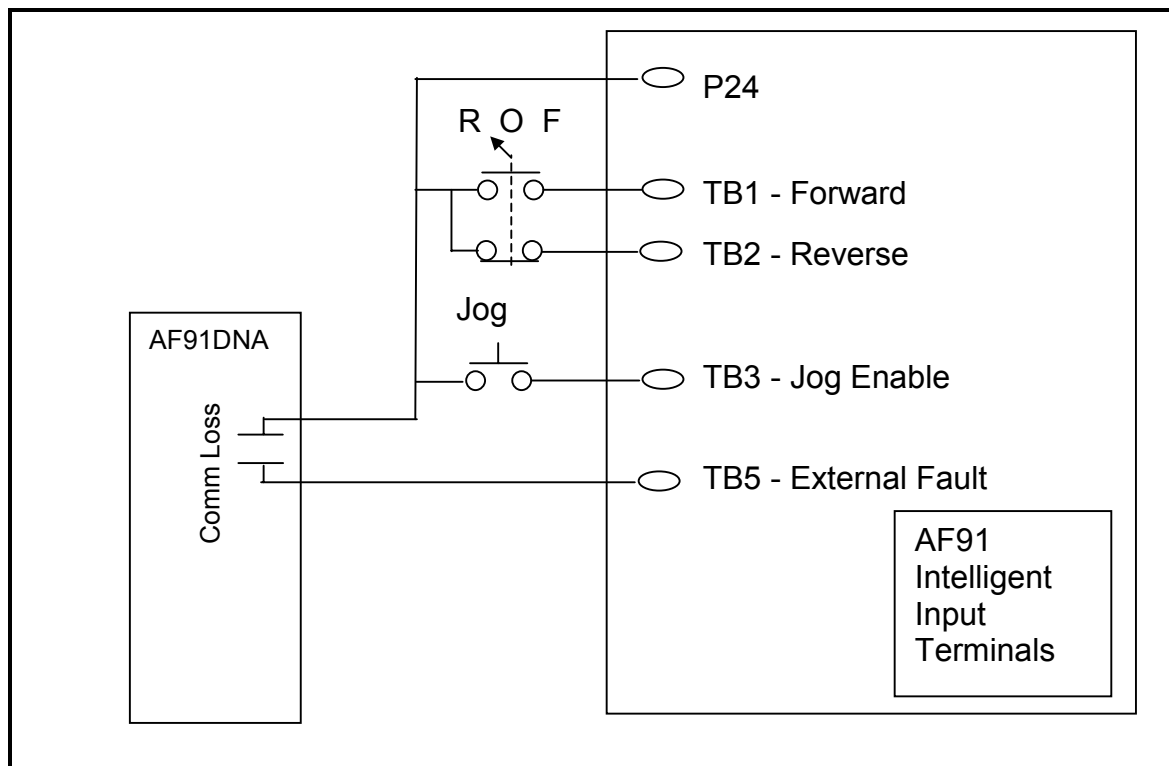 P24
R O F
TB1 - Forward
TB2 - Reverse
Jog
AF91DNA
TB3 - Jog Enable
Comm Loss
TB5 - External Fault
AF91
Intelligent
Input
Terminals